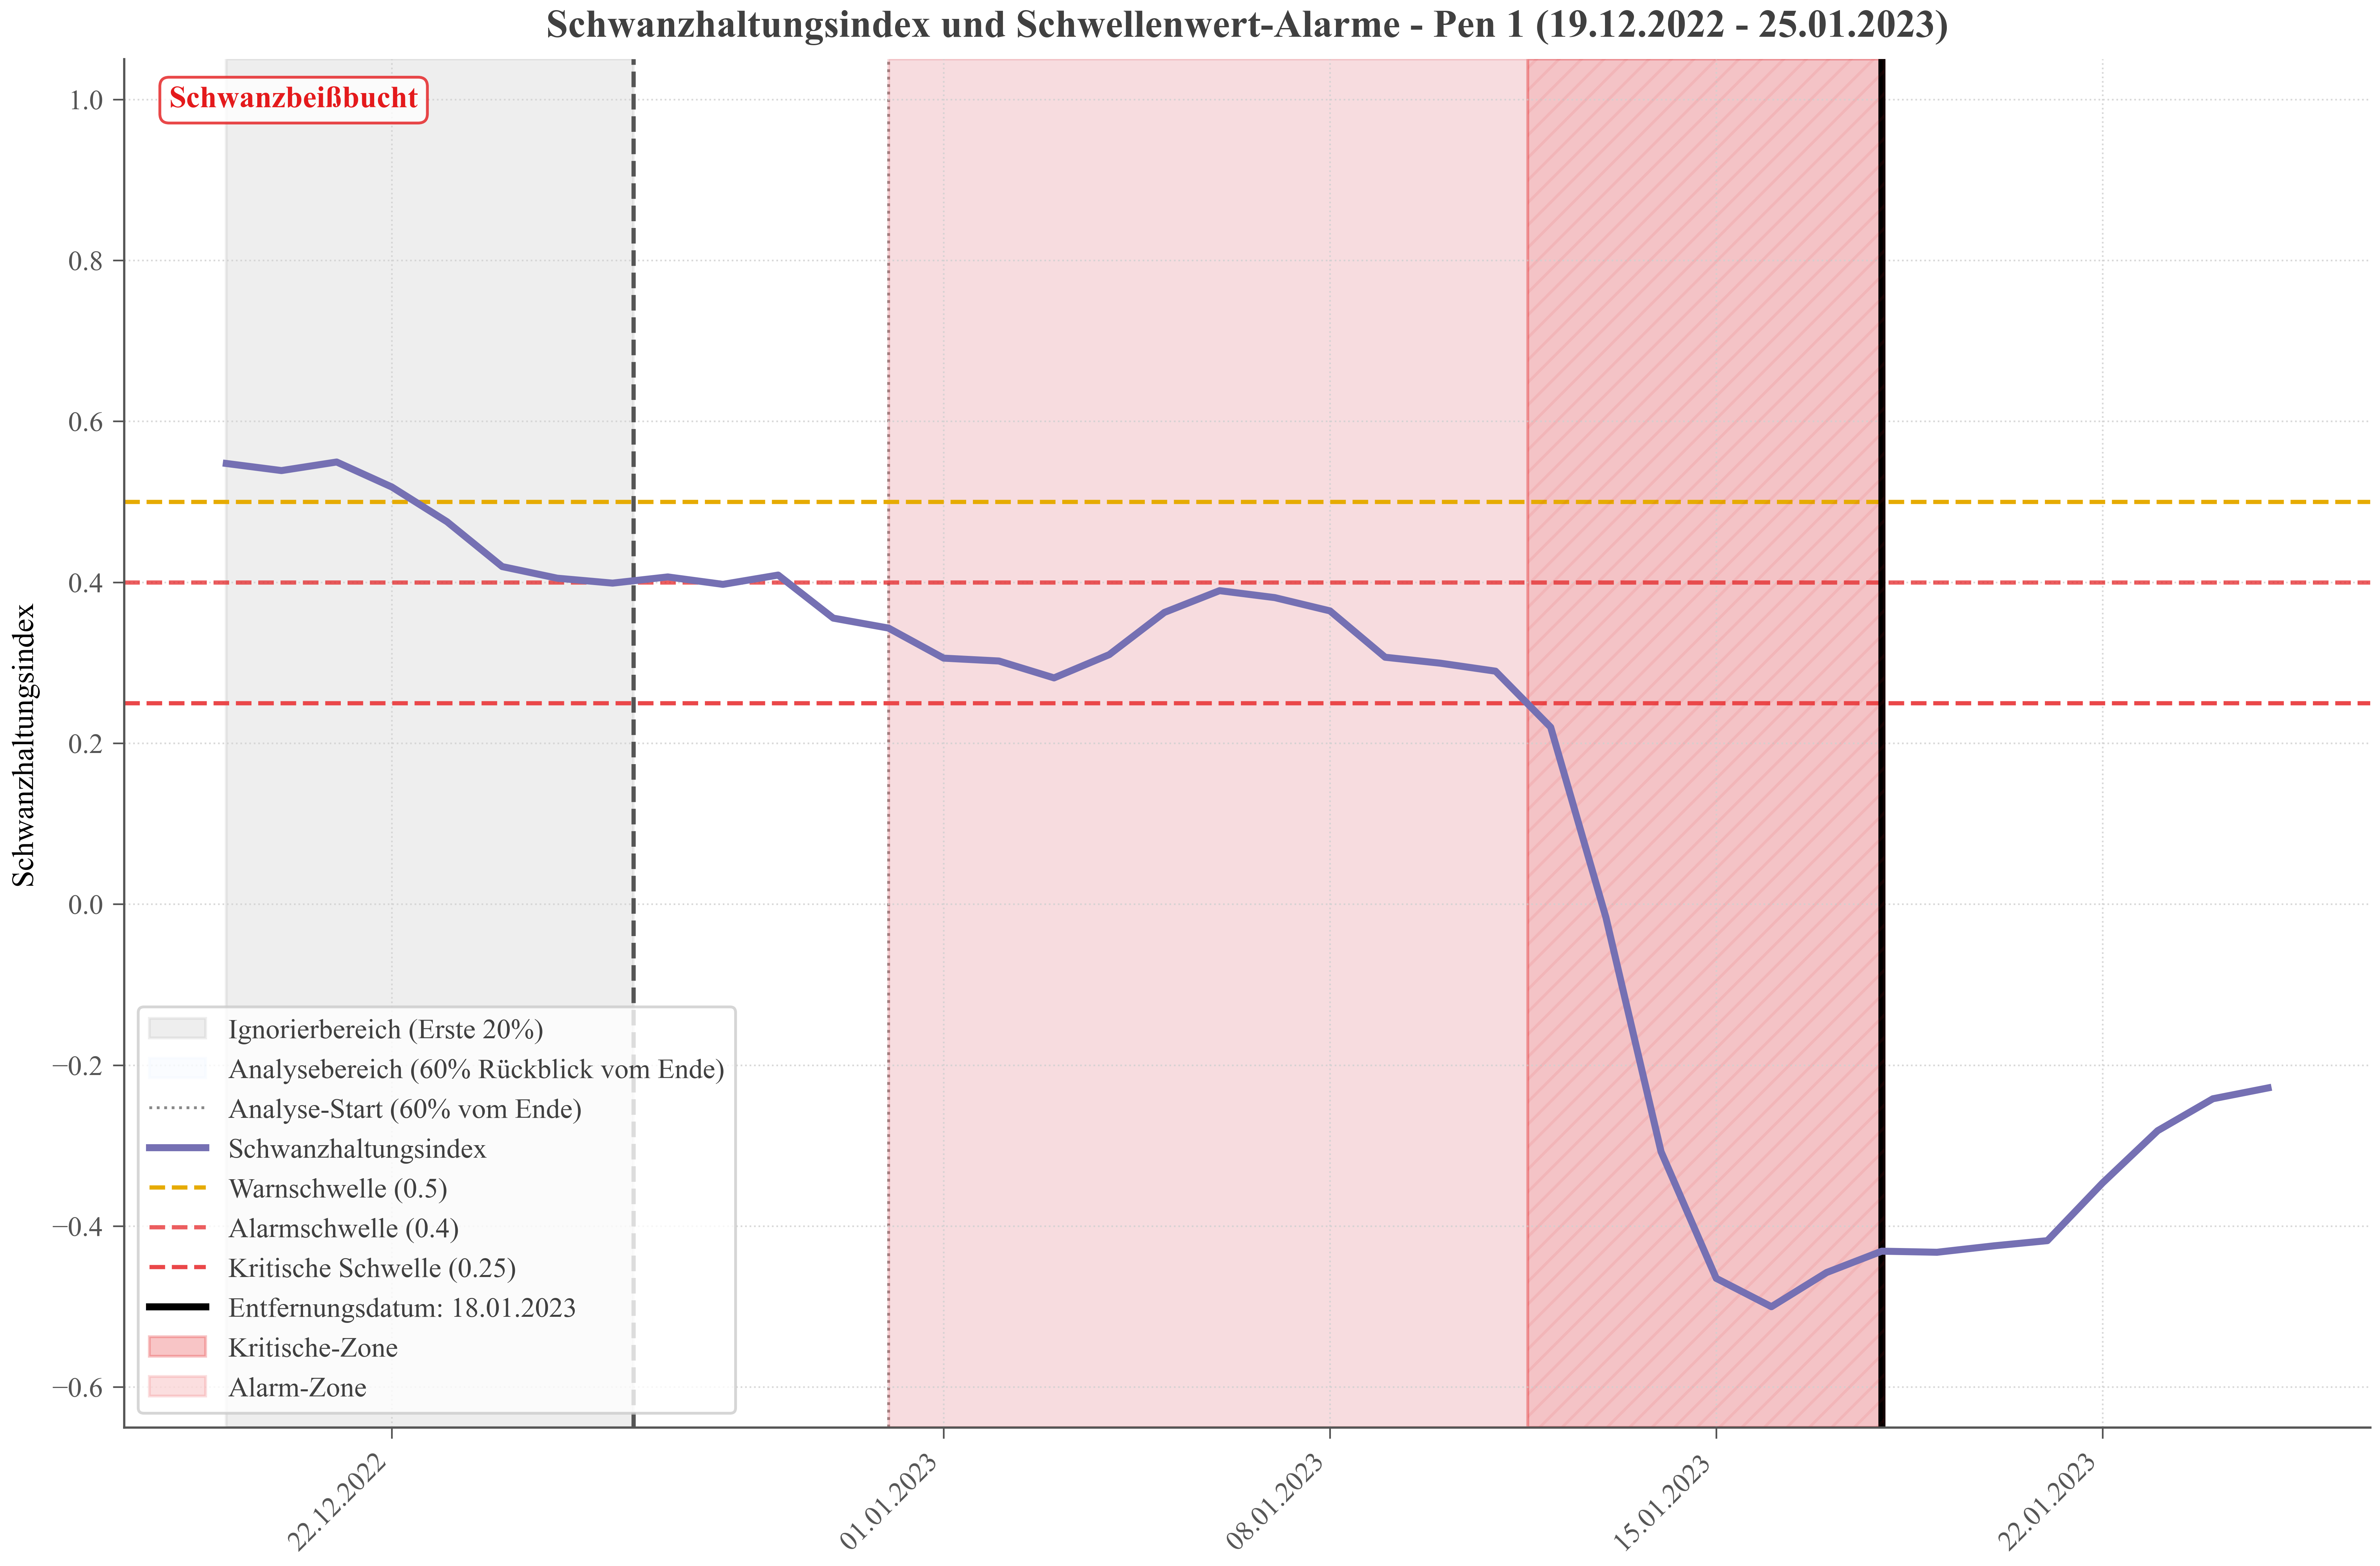 Schwanzhaltungsindex und Schwellenwert-Alarme - Pen 1 (19.12.2022 - 25.01.2023)
Schwanzbeißbucht
1.0
0.8
0.6
0.4
0.2
0.0
−0.2
−0.4
−0.6
Schwanzhaltungsindex
Ignorierbereich (Erste 20%)
Analysebereich (60% Rückblick vom Ende)
Analyse-Start (60% vom Ende)
Schwanzhaltungsindex
Warnschwelle (0.5)
Alarmschwelle (0.4)
Kritische Schwelle (0.25)
Entfernungsdatum: 18.01.2023
Kritische-Zone
Alarm-Zone
22.12.2022
01.01.2023
08.01.2023
15.01.2023
22.01.2023